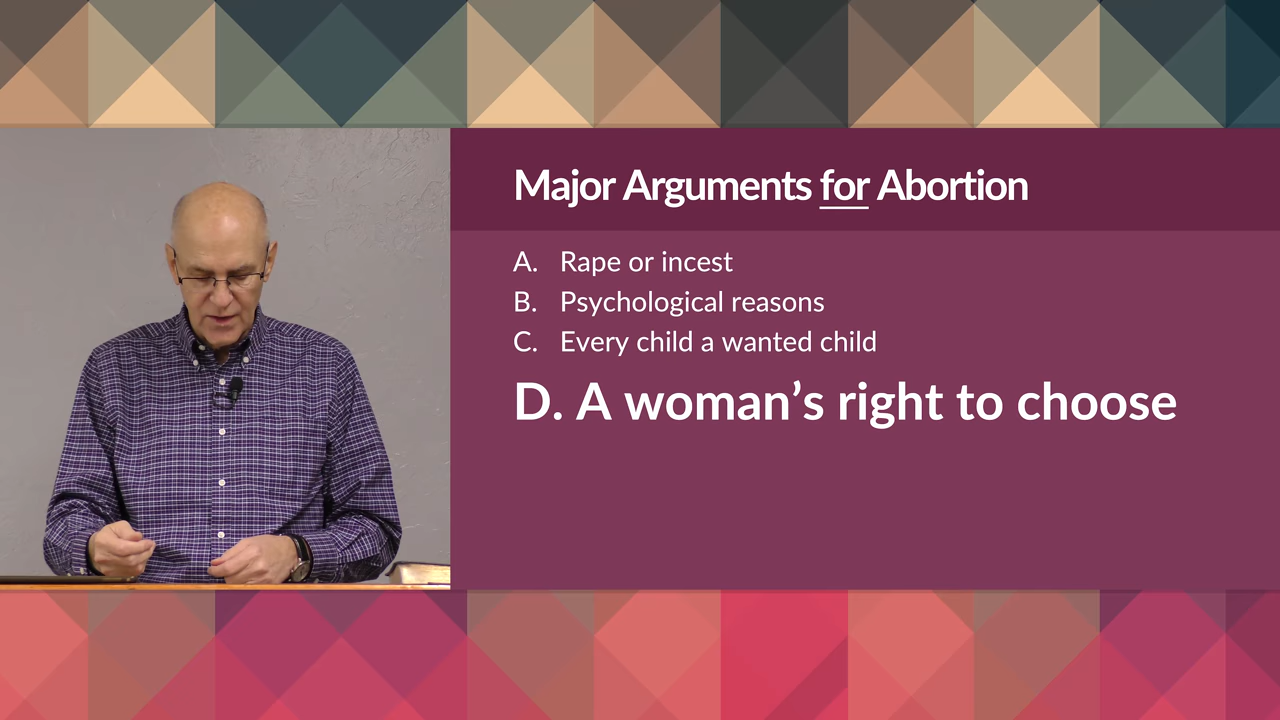 Major Arguments for Abortion
A. Rape or incest
B. Psychological reasons
C. Every child a wanted child
D. A woman’s right to choose